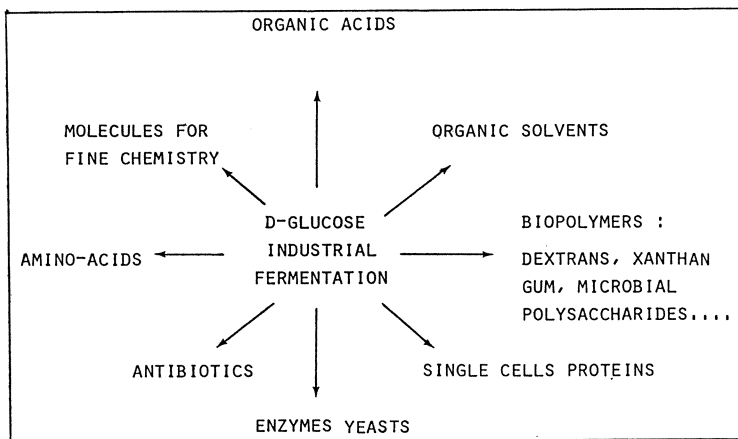 ORGANIC ACIDS
MOLECULES FOR
FINE CHEMISTRY
ORGANIC SOLVENTS
D-GLUCOSE
INDUSTRIAL
FERMENTATION
BIOPOLYMERS :
DEXTRANS, XANTHAN
GUM, MICROBIAL
POLYSACCHARIDES....
AMINO-ACIDS
ANTIBIOTICS
SINGLE CELLS PROTEINS
ENZYMES YEASTS